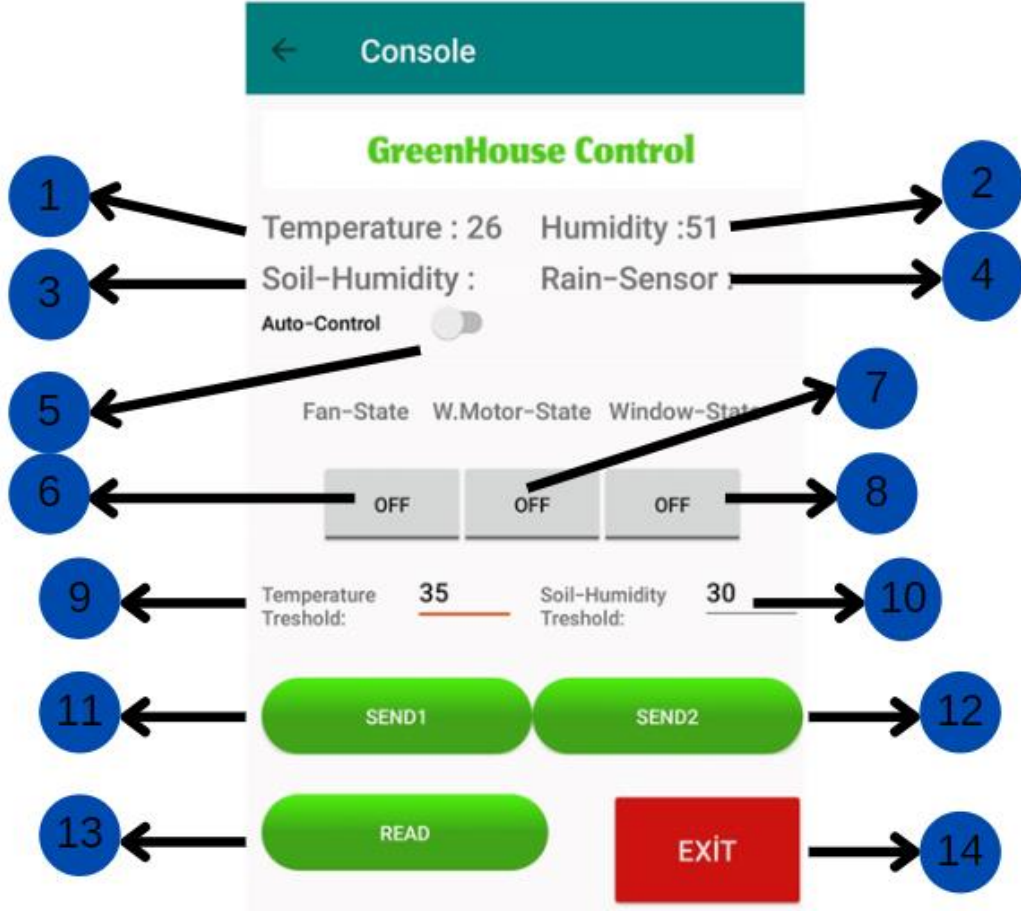 Console
GreenHouse Control
1
2
Temperature : 26 Humidity :51
3
4
Soil-Humidity : Rain-Sensor :
Auto-Control
5
7
Fan-State W.Motor-State Window-State
6
8
OFF OFF OFF
9
10
Temperature Treshold: 35 Soil-Humidity Treshold: 30
11
12
SEND1 SEND2
13
14
READ EXİT